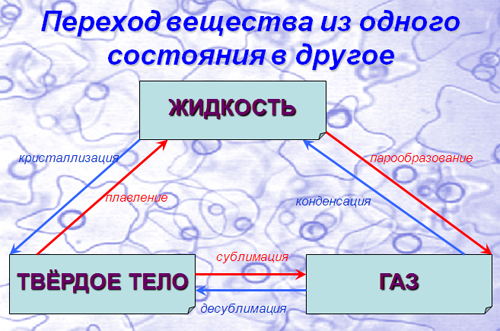 Переход вещества из одного
состояния в другое
ЖИДКОСТЬ
кристаллизация
парообразование
плавление
конденсация
сублимация
ТВЁРДОЕ ТЕЛО
ГАЗ
десублимация